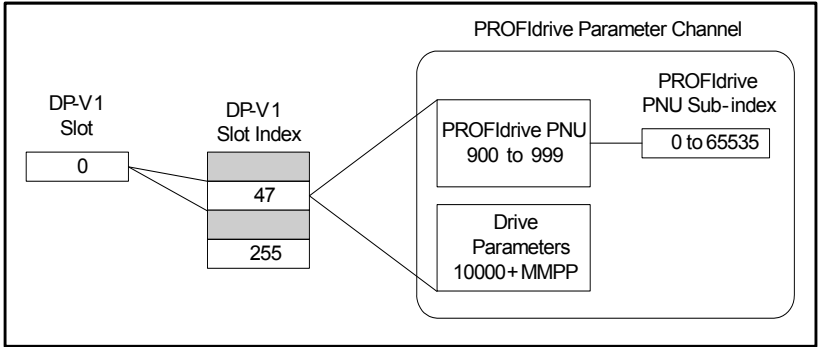 PROFIdrive Parameter Channel
DP-V1
Slot
0
DP-V1
Slot Index
47
255
PROFIdrive PNU
900 to 999
Drive
Parameters
10000+MMPP
PROFIdrive
PNU Sub-index
0 to 65535